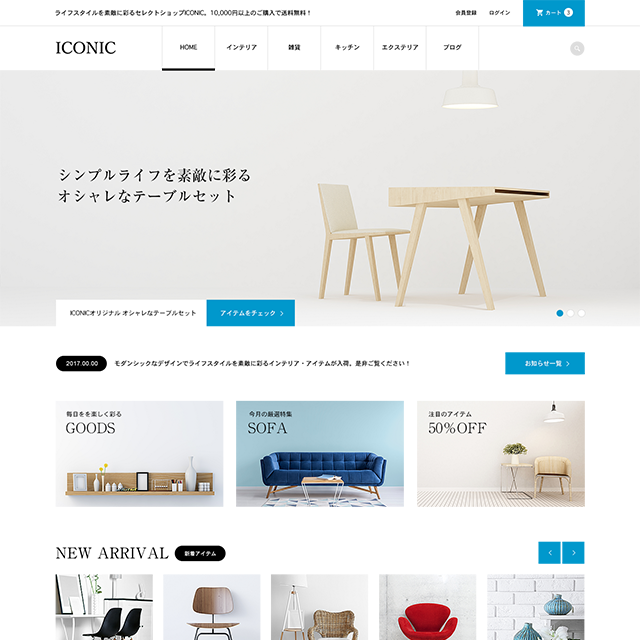 ライフスタイルを素敵に彩るセレクトショップICONIC。10,000円以上のご購入で送料無料！
会員登録
ログイン
カート 3
ICONIC
HOME
インテリア
雑貨
キッチン
エクステリア
ブログ
シンプルライフを素敵に彩る
オシャレなテーブルセット
ICONICオリジナル オシャレなテーブルセット
アイテムをチェック
2017.00.00
モダンシックなデザインでライフスタイルを素敵に彩るインテリア・アイテムが入荷。是非ご覧ください！
お知らせ一覧
毎日をを楽しく彩る
GOODS
今月の厳選特集
SOFA
注目のアイテム
50%OFF
NEW ARRIVAL
新着アイテム